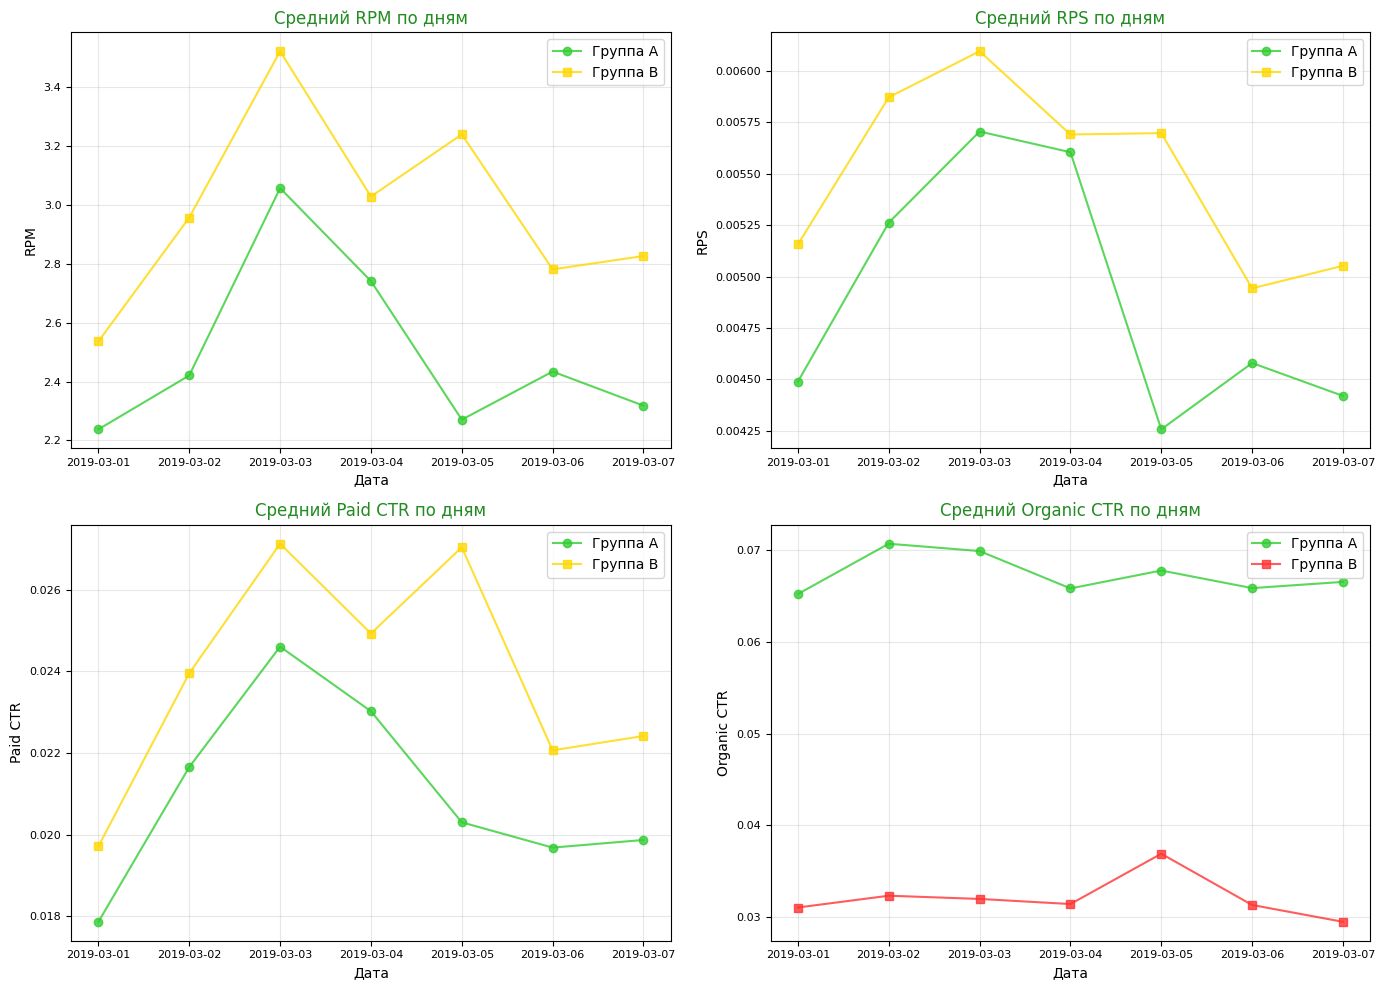 Средний RPM по дням
RPM
3.4
3.2
3.0
2.8
2.6
2.4
2.2
Группа A
Группа B
2019-03-01 2019-03-02 2019-03-03 2019-03-04 2019-03-05 2019-03-06 2019-03-07
Дата
Средний RPS по дням
RPS
0.00600
0.00575
0.00550
0.00525
0.00500
0.00475
0.00450
0.00425
Группа A
Группа B
2019-03-01 2019-03-02 2019-03-03 2019-03-04 2019-03-05 2019-03-06 2019-03-07
Дата
Средний Paid CTR по дням
Paid CTR
0.026
0.024
0.022
0.020
0.018
Группа A
Группа B
2019-03-01 2019-03-02 2019-03-03 2019-03-04 2019-03-05 2019-03-06 2019-03-07
Дата
Средний Organic CTR по дням
Organic CTR
0.07
0.06
0.05
0.04
0.03
Группа A
Группа B
2019-03-01 2019-03-02 2019-03-03 2019-03-04 2019-03-05 2019-03-06 2019-03-07
Дата